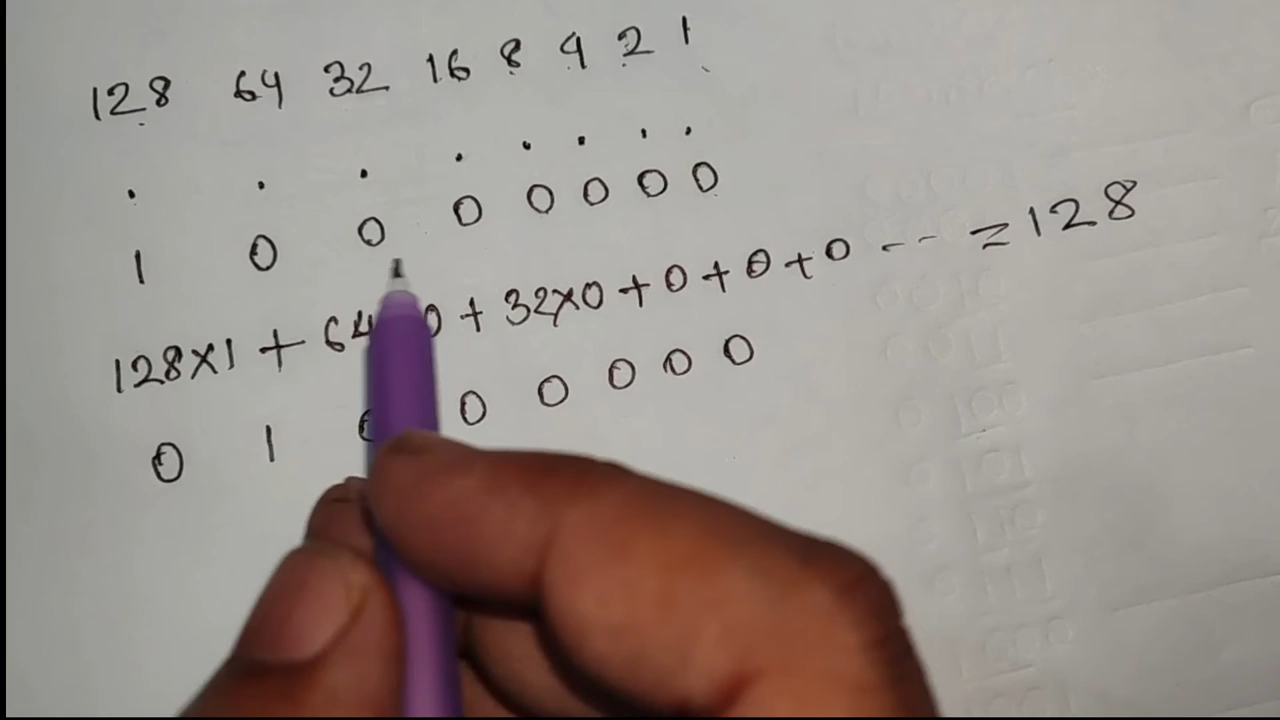 128 64 32 16 8 4 2 1
1 0 0 0 0 0 0 0
128×1 + 64 0 + 32×0 + 0 + 0 + 0 -- = 128
0 1 0 0 0 0 0 0